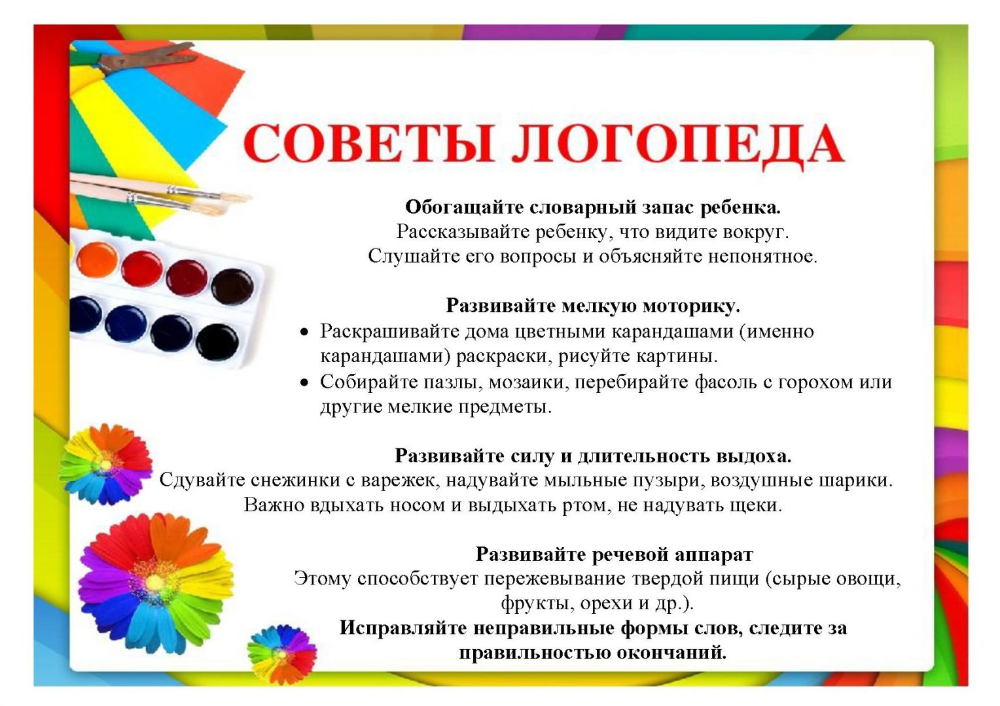 СОВЕТЫ ЛОГОПЕДА
Обогащайте словарный запас ребенка.
Рассказывайте ребенку, что видите вокруг.
Слушайте его вопросы и объясняйте непонятное.
Развивайте мелкую моторику.
• Раскрашивайте дома цветными карандашами (именно
карандашами) раскраски, рисуйте картины.
• Собирайте пазлы, мозаики, перебирайте фасоль с горохом или
другие мелкие предметы.
Развивайте силу и длительность выдоха.
Сдувайте снежинки с варежек, надувайте мыльные пузыри, воздушные шарики.
Важно вдыхать носом и выдыхать ртом, не надувать щеки.
Развивайте речевой аппарат
Этому способствует пережевывание твердой пищи (сырые овощи,
фрукты, орехи и др.).
Исправляйте неправильные формы слов, следите за
правильностью окончаний.